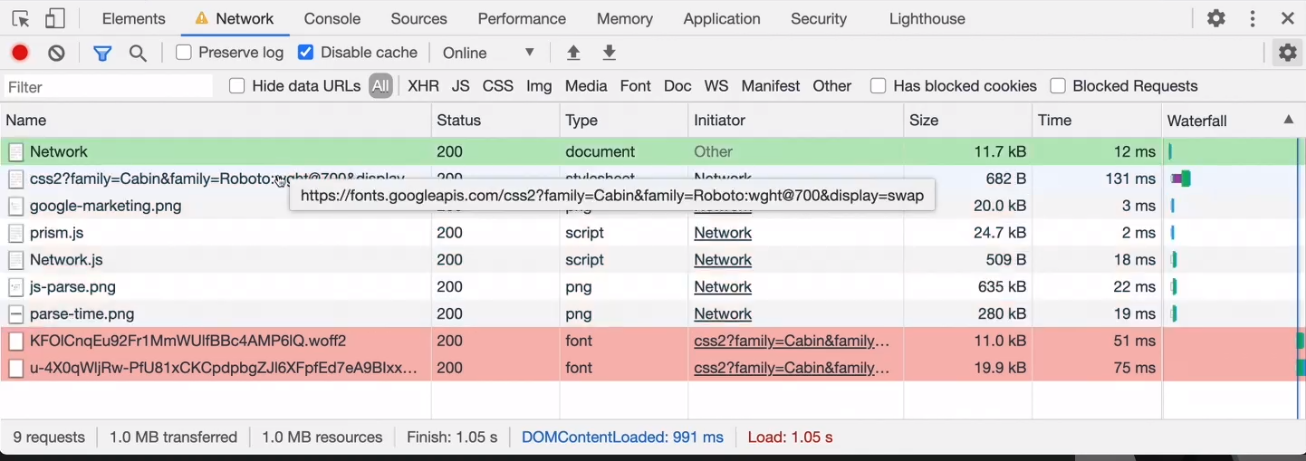 Elements Network Console Sources Performance Memory Application Security Lighthouse
Preserve log Disable cache Online
Filter Hide data URLs All XHR JS CSS Img Media Font Doc WS Manifest Other Has blocked cookies Blocked Requests
Name Status Type Initiator Size Time Waterfall
Network 200 document Other 11.7 kB 12 ms
css2?family=Cabin&family=Roboto:wght@700&display... 200 stylesheet Network 682 B 131 ms
https://fonts.googleapis.com/css2?family=Cabin&family=Roboto:wght@700&display=swap
google-marketing.png 200 png Network 20.0 kB 3 ms
prism.js 200 script Network 24.7 kB 2 ms
Network.js 200 script Network 509 B 18 ms
js-parse.png 200 png Network 635 kB 22 ms
parse-time.png 200 png Network 280 kB 19 ms
KFOlCnqEu92Fr1MmWUlfBBc4AMP6lQ.woff2 200 font css2?family=Cabin&family... 11.0 kB 51 ms
u-4X0qWljRw-PfU81xCKCpdpbgZJl6XFpfEd7eA9BIxx... 200 font css2?family=Cabin&family... 19.9 kB 75 ms
9 requests 1.0 MB transferred 1.0 MB resources Finish: 1.05 s DOMContentLoaded: 991 ms Load: 1.05 s